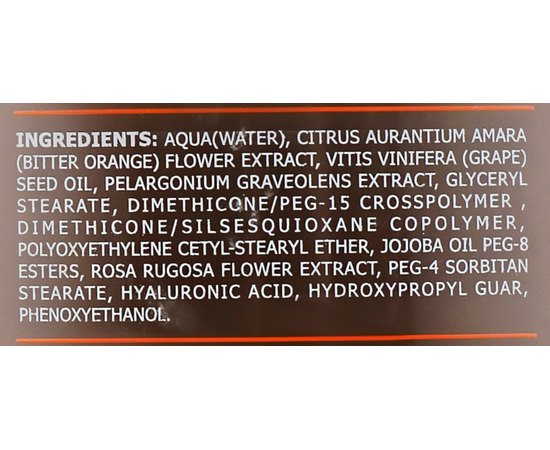 INGREDIENTS: AQUA(WATER), CITRUS AURANTIUM AMARA
(BITTER ORANGE) FLOWER EXTRACT, VITIS VINIFERA (GRAPE)
SEED OIL, PELARGONIUM GRAVEOLENS EXTRACT, GLYCERYL
STEARATE, DIMETHICONE/PEG-15 CROSSPOLYMER ,
DIMETHICONE/SILSESQUIOXANE COPOLYMER,
POLYOXYETHYLENE CETYL-STEARYL ETHER, JOJOBA OIL PEG-8
ESTERS, ROSA RUGOSA FLOWER EXTRACT, PEG-4 SORBITAN
STEARATE, HYALURONIC ACID, HYDROXYPROPYL GUAR,
PHENOXYETHANOL.